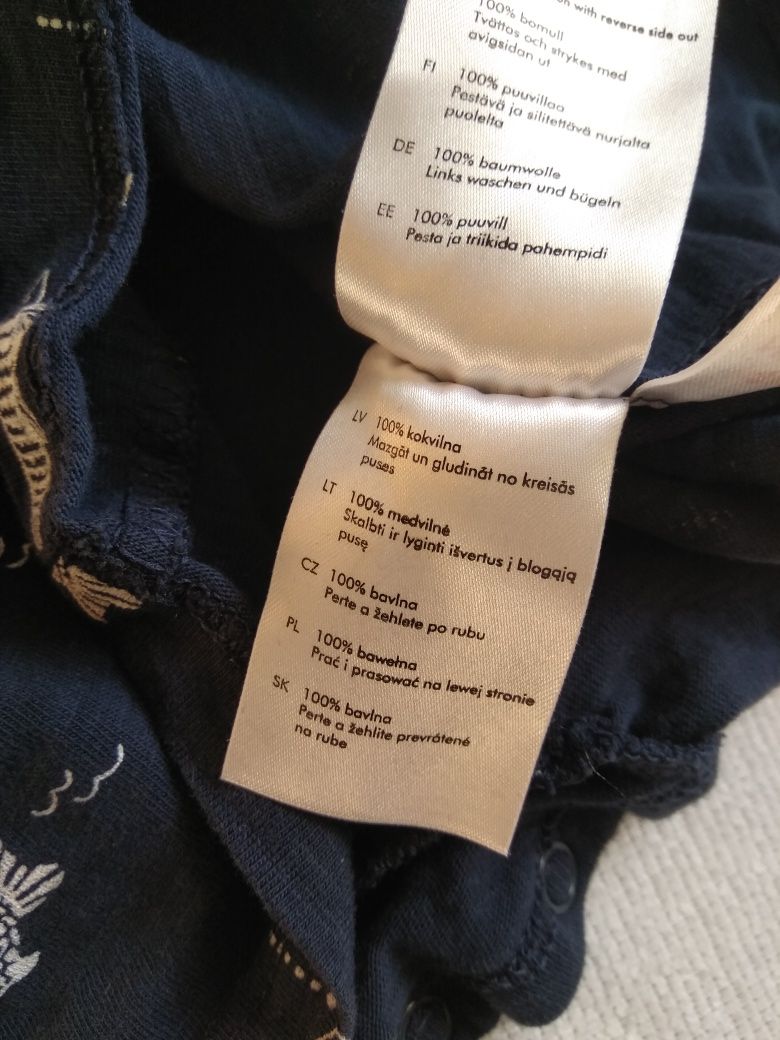 with reverse side out
100% bomull
Tvättas och strykes med
avigsidan ut
FI 100% puuvillaa
Pestävä ja silitettävä nurjalta
puolelta
DE 100% baumwolle
Links waschen und bügeln
EE 100% puuvill
Pesta ja triikida pahempidi
LV 100% kokvilna
Mazgāt un gludināt no kreisās
puses
LT 100% medvilnė
Skalbti ir lyginti išvertus į blogąją
pusę
CZ 100% bavlna
Perte a žehlete po rubu
PL 100% bawełna
Prać i prasować na lewej stronie
SK 100% bavlna
Perte a žehlite prevrátené
na rube